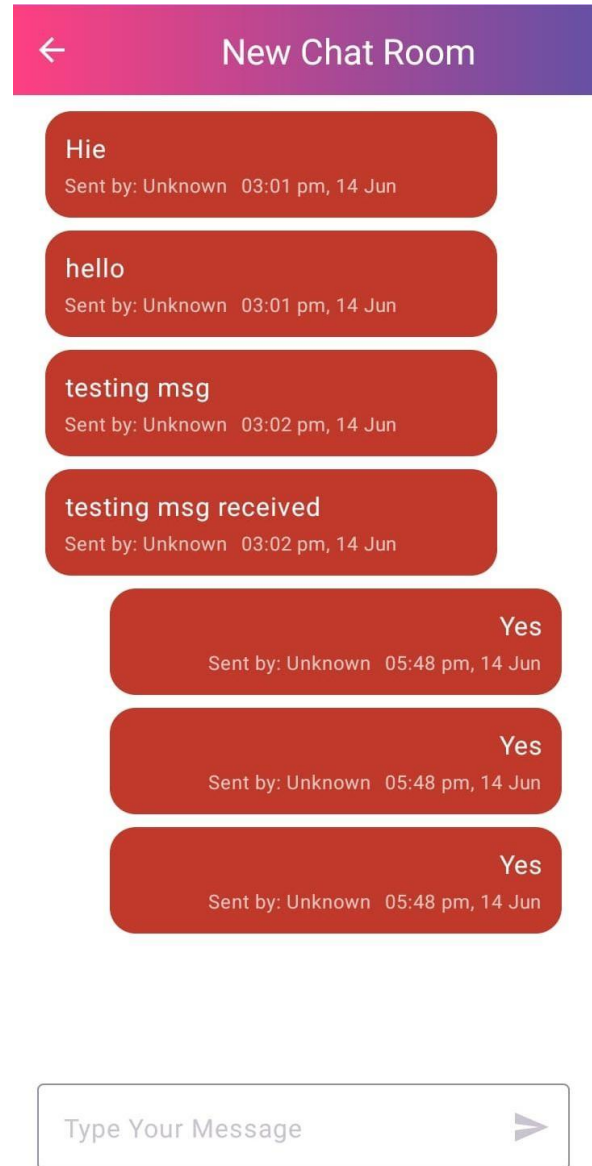 New Chat Room
Hie
Sent by: Unknown 03:01 pm, 14 Jun
hello
Sent by: Unknown 03:01 pm, 14 Jun
testing msg
Sent by: Unknown 03:02 pm, 14 Jun
testing msg received
Sent by: Unknown 03:02 pm, 14 Jun
Yes
Sent by: Unknown 05:48 pm, 14 Jun
Yes
Sent by: Unknown 05:48 pm, 14 Jun
Yes
Sent by: Unknown 05:48 pm, 14 Jun
Type Your Message